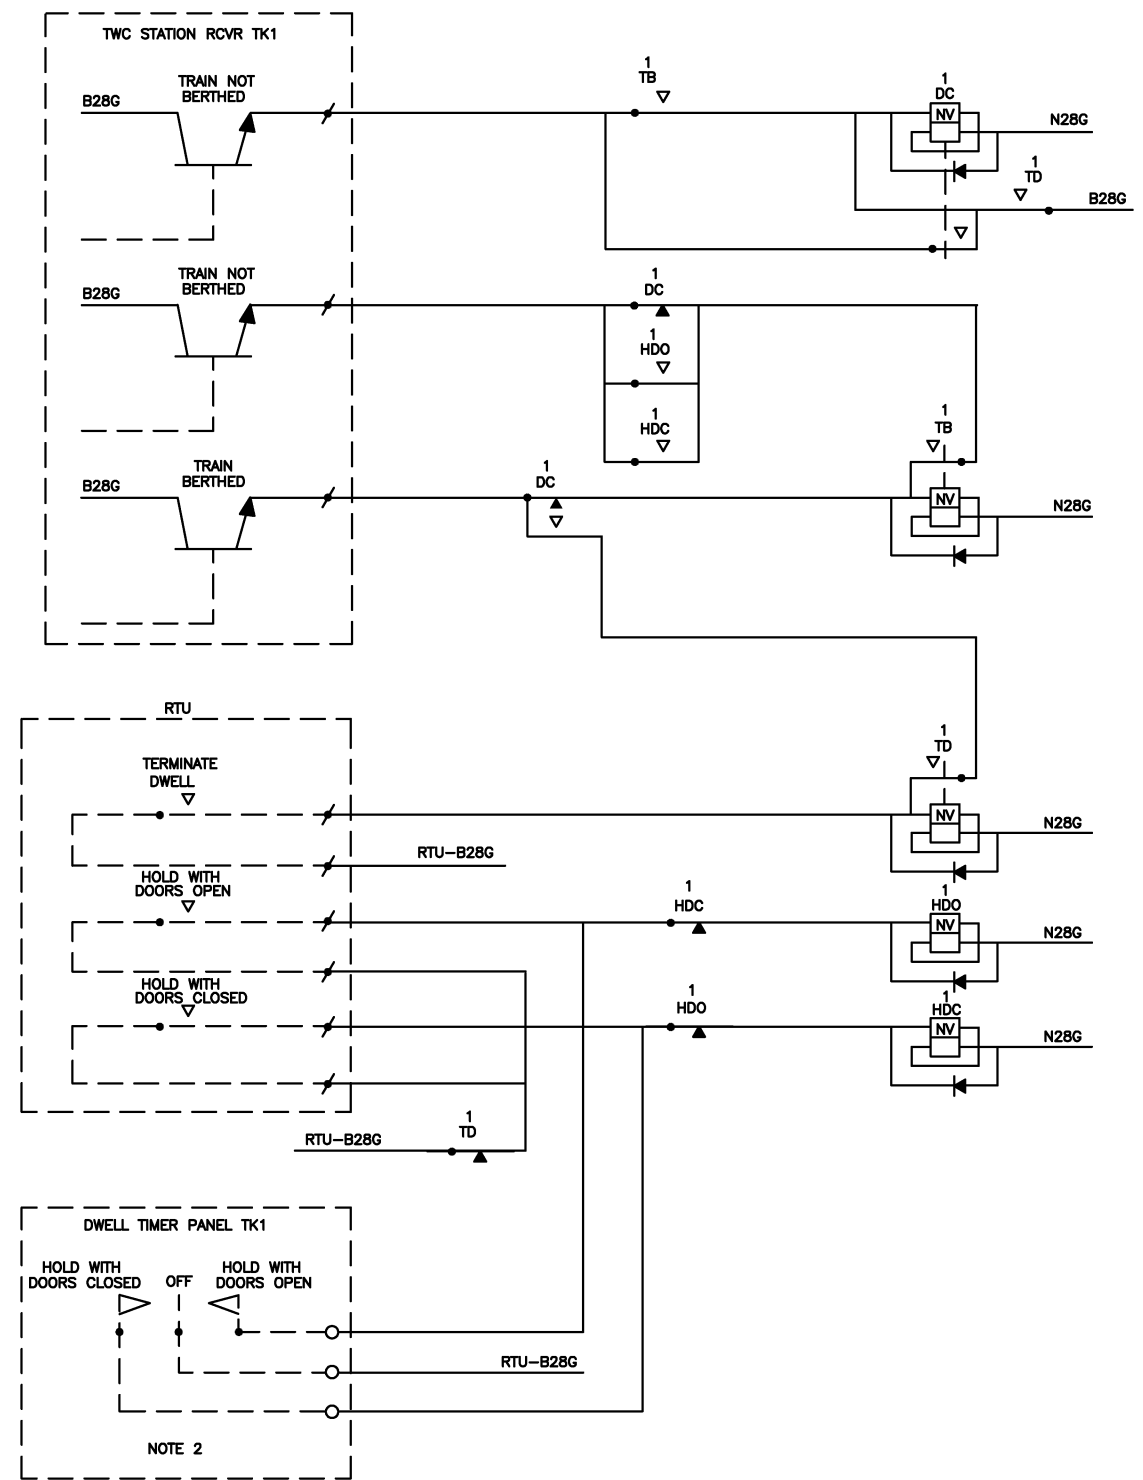 TWC STATION RCVR TK1
TRAIN NOT
BERTHED
B28G
1
TB
1
DC
NV
N28G
1
TD
B28G
TRAIN NOT
BERTHED
B28G
1
DC
1
HDO
1
HDC
1
TB
NV
N28G
TRAIN
BERTHED
B28G
1
DC
RTU
TERMINATE
DWELL
1
TD
NV
N28G
RTU-B28G
HOLD WITH
DOORS OPEN
1
HDC
1
HDO
NV
N28G
HOLD WITH
DOORS CLOSED
1
HDO
1
HDC
NV
N28G
RTU-B28G
1
TD
DWELL TIMER PANEL TK1
HOLD WITH
DOORS CLOSED
OFF
HOLD WITH
DOORS OPEN
RTU-B28G
NOTE 2